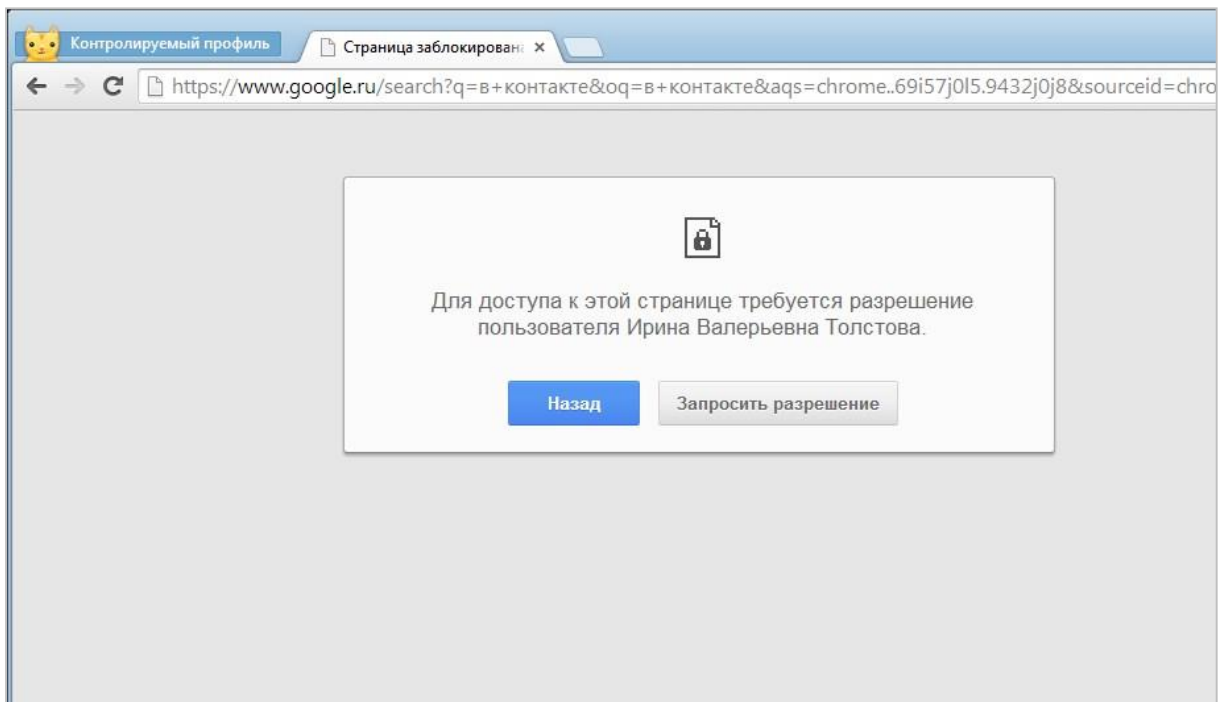 Контролируемый профиль
Страница заблокирована
https://www.google.ru/search?q=в+контакте&oq=в+контакте&aqs=chrome..69i57j0l5.9432j0j8&sourceid=chro
Для доступа к этой странице требуется разрешение
пользователя Ирина Валерьевна Толстова.
Назад
Запросить разрешение